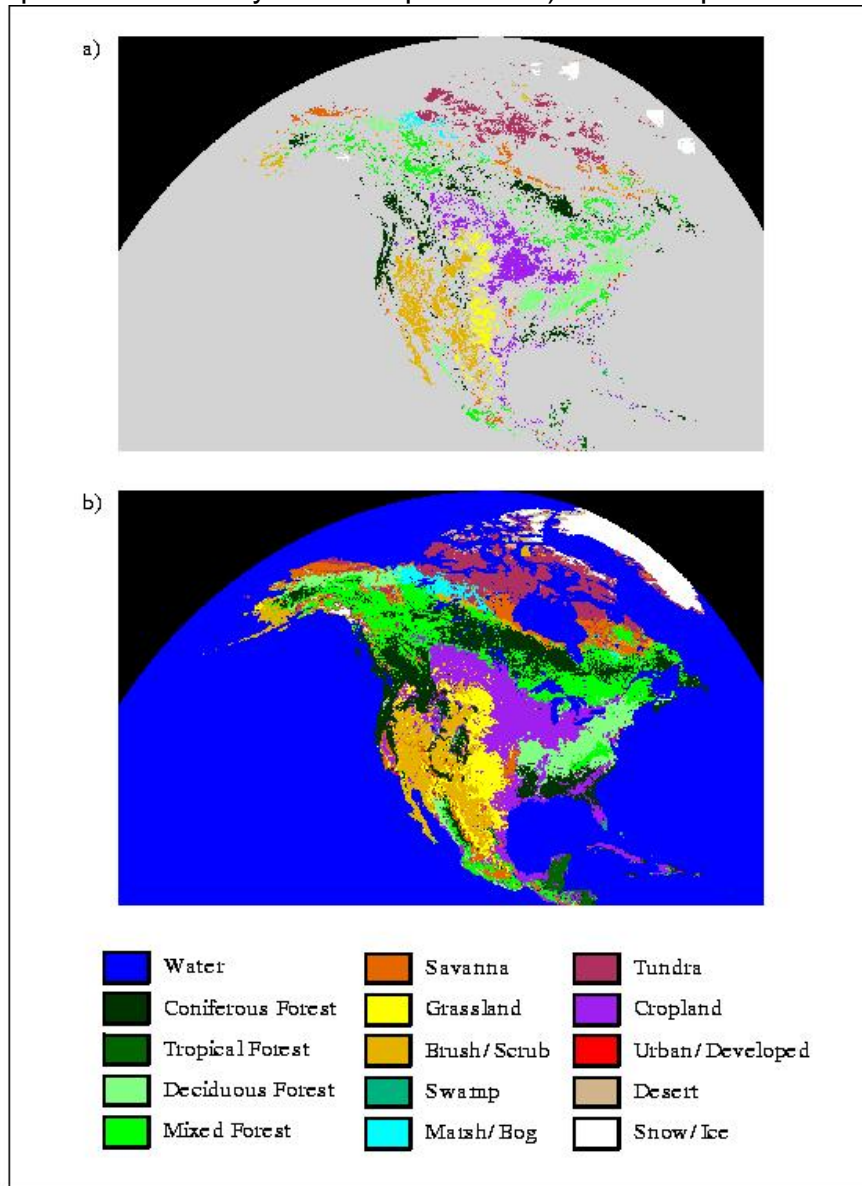 a)
b)
Water
Savanna
Tundra
Coniferous Forest
Grassland
Cropland
Tropical Forest
Brush/Scrub
Urban/Developed
Deciduous Forest
Swamp
Desert
Mixed Forest
Marsh/Bog
Snow/Ice